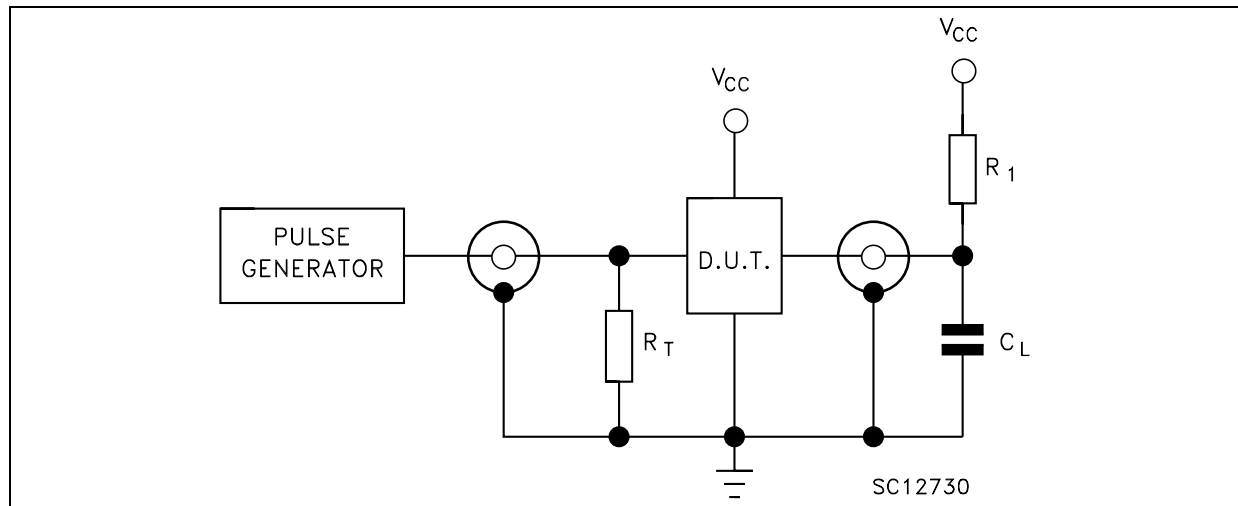 VCC
VCC
R1
PULSE
GENERATOR
D.U.T.
RT
CL
SC12730